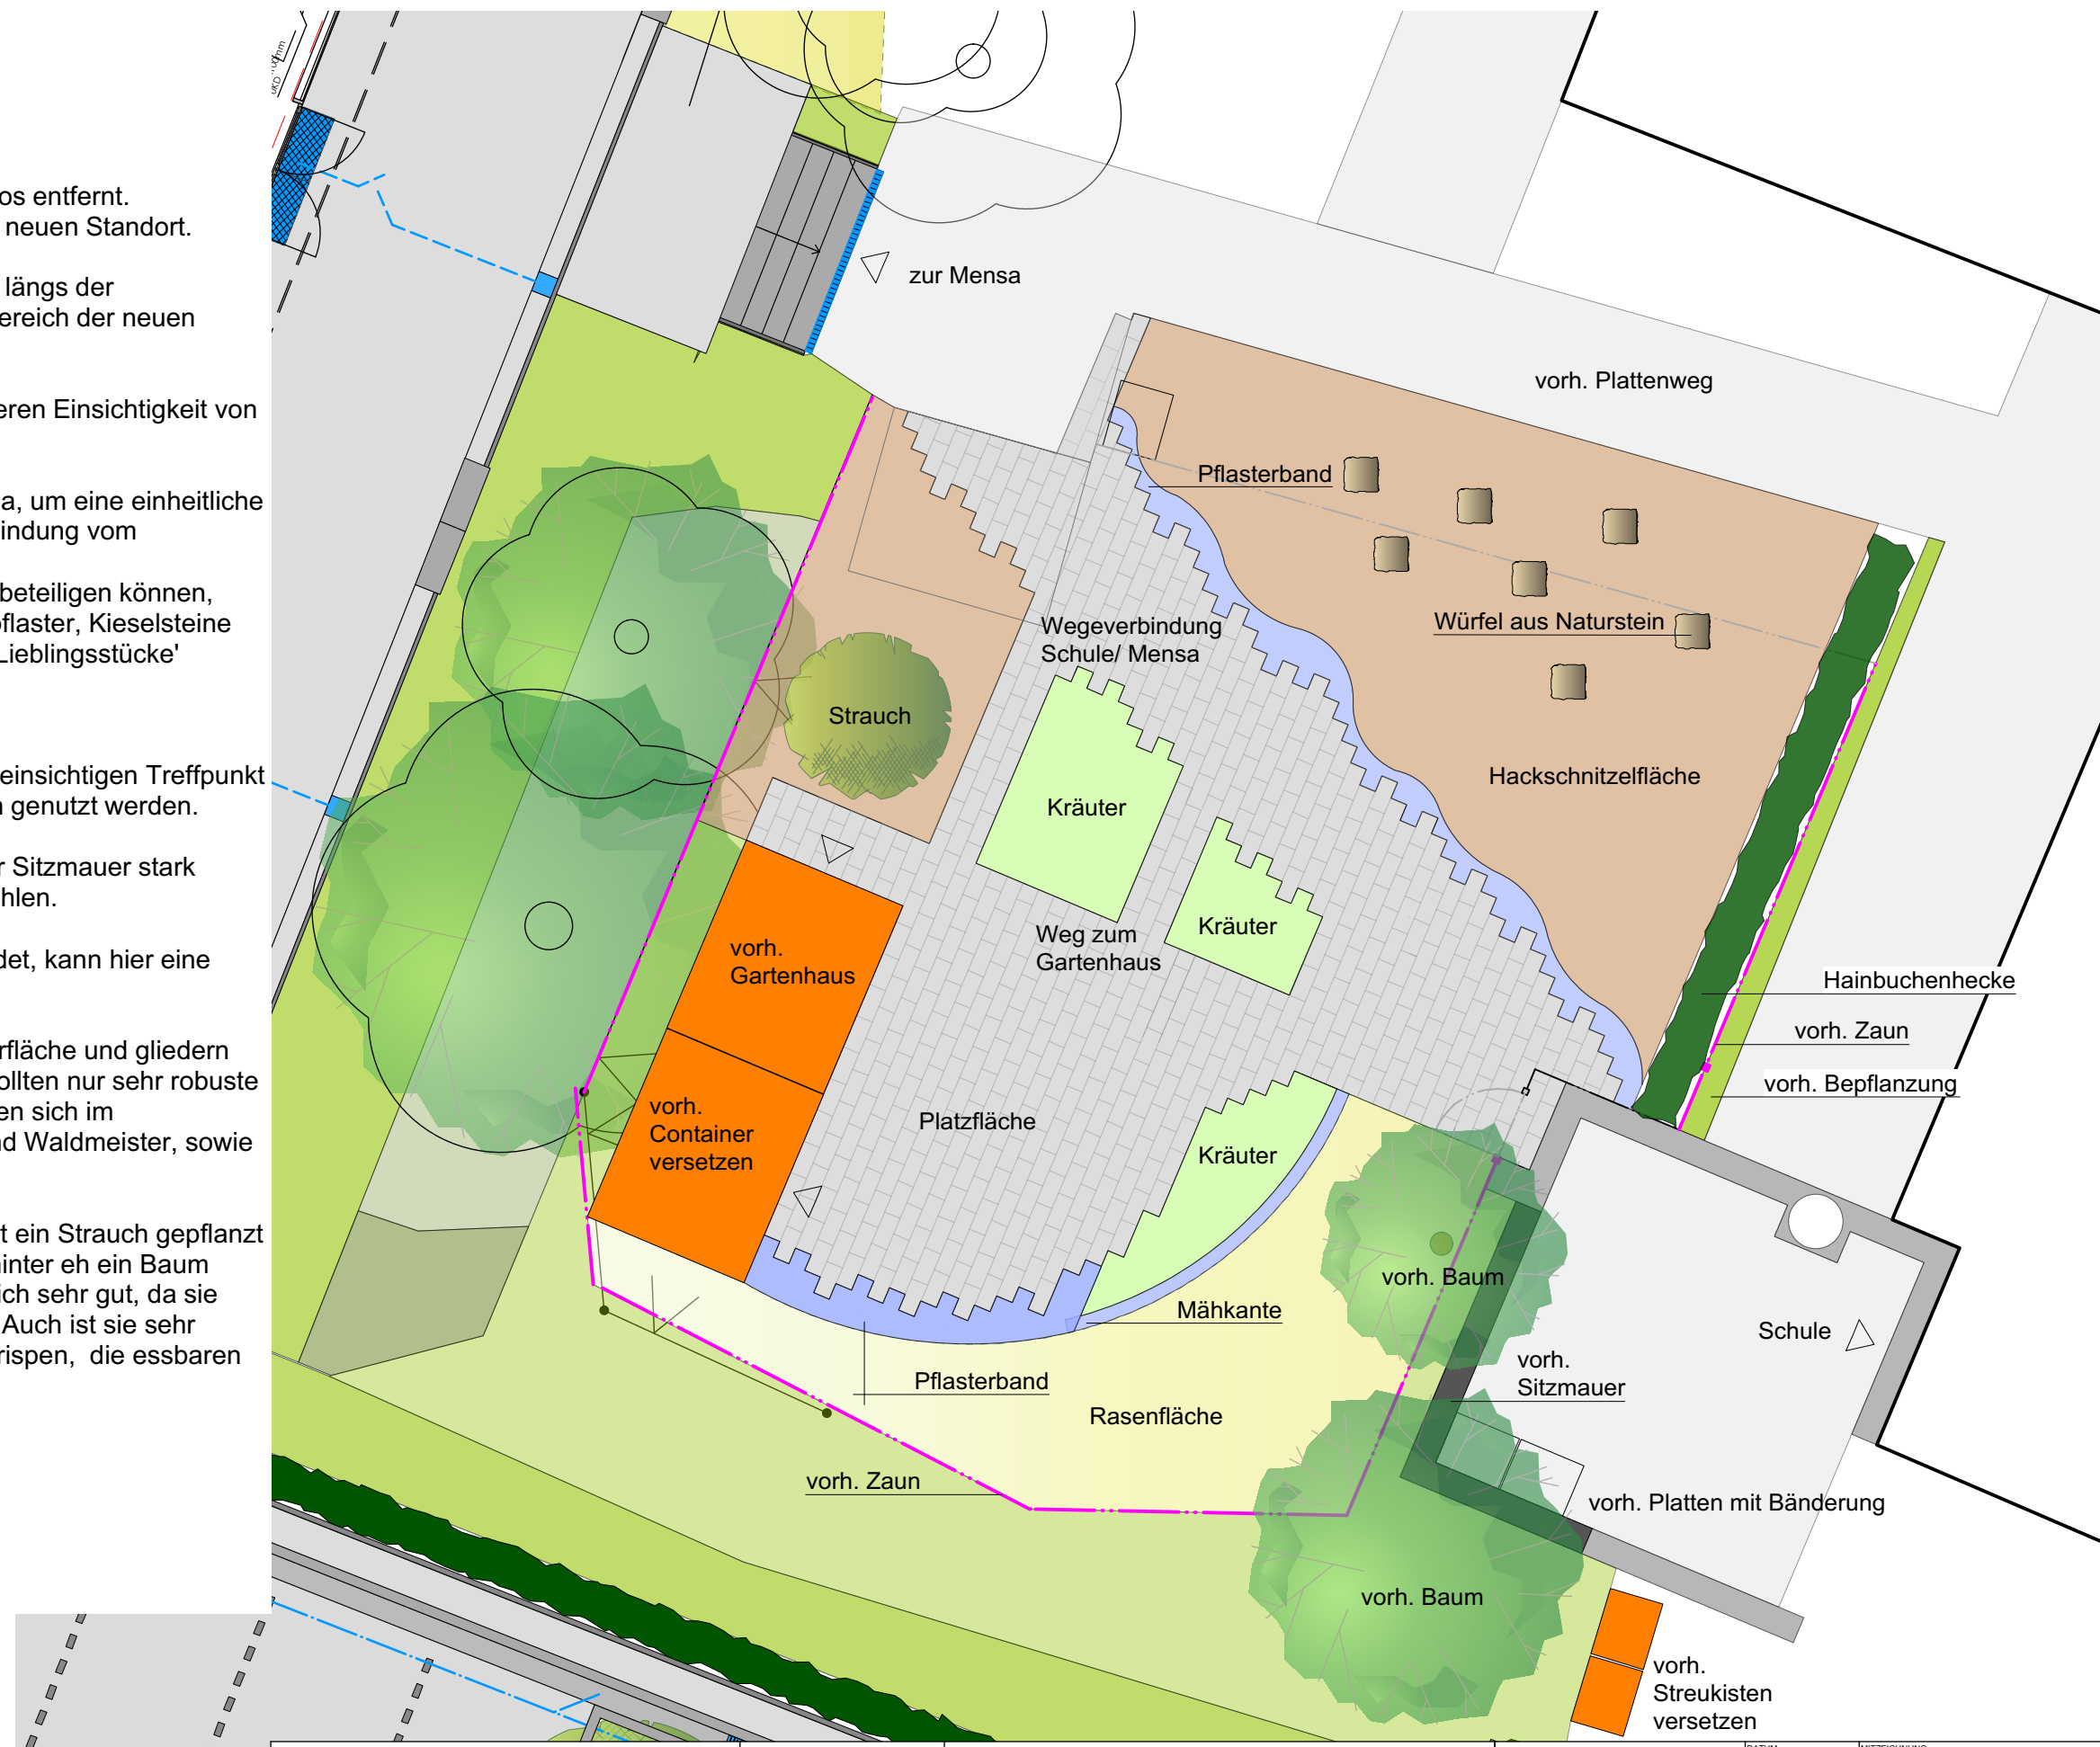 os entfernt.
neuen Standort.
längs der
ereich der neuen
eren Einsichtigkeit von
a, um eine einheitliche
indung vom
beteiligen können,
pflaster, Kieselsteine
Lieblingsstücke'
einsichtigen Treffpunkt
n genutzt werden.
r Sitzmauer stark
hlen.
det, kann hier eine
rfläche und gliedern
ollten nur sehr robuste
en sich im
nd Waldmeister, sowie
t ein Strauch gepflanzt
hinter eh ein Baum
ich sehr gut, da sie
Auch ist sie sehr
rispen, die essbaren
zur Mensa
vorh. Plattenweg
Pflasterband
Würfel aus Naturstein
Wegeverbindung
Schule/ Mensa
Strauch
Hackschnitzelfläche
Kräuter
Kräuter
Weg zum
Gartenhaus
vorh.
Gartenhaus
Hainbuchenhecke
vorh. Zaun
vorh. Bepflanzung
vorh.
Container
versetzen
Platzfläche
Kräuter
vorh. Baum
Mähkante
Schule
vorh.
Sitzmauer
Pflasterband
Rasenfläche
vorh. Zaun
vorh. Platten mit Bänderung
vorh. Baum
vorh.
Streukisten
versetzen
DATUM
MITZEICHNUNG